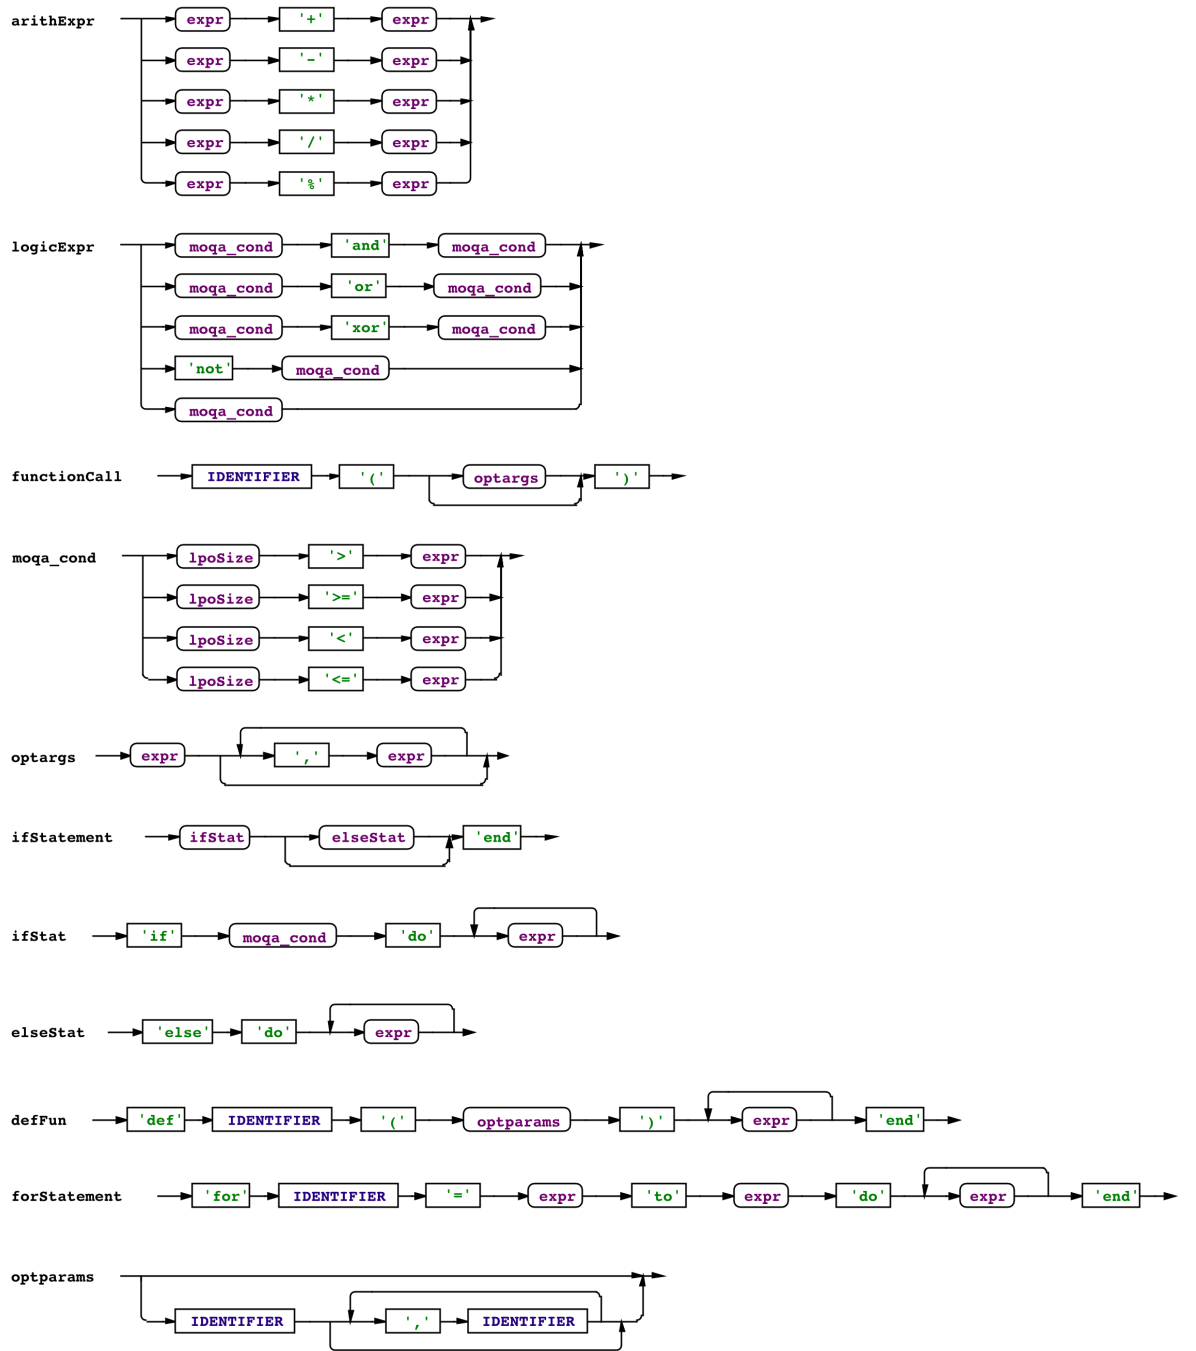 arithExpr expr '+' expr
expr '-' expr
expr '*' expr
expr '/' expr
expr '%' expr
logicExpr moqa_cond 'and' moqa_cond
moqa_cond 'or' moqa_cond
moqa_cond 'xor' moqa_cond
'not' moqa_cond
moqa_cond
functionCall IDENTIFIER '(' optargs ')'
moqa_cond lpoSize '>' expr
lpoSize '>=' expr
lpoSize '<' expr
lpoSize '<=' expr
optargs expr ',' expr
ifStatement ifStat elseStat 'end'
ifStat 'if' moqa_cond 'do' expr
elseStat 'else' 'do' expr
defFun 'def' IDENTIFIER '(' optparams ')' expr 'end'
forStatement 'for' IDENTIFIER '=' expr 'to' expr 'do' expr 'end'
optparams
IDENTIFIER ',' IDENTIFIER